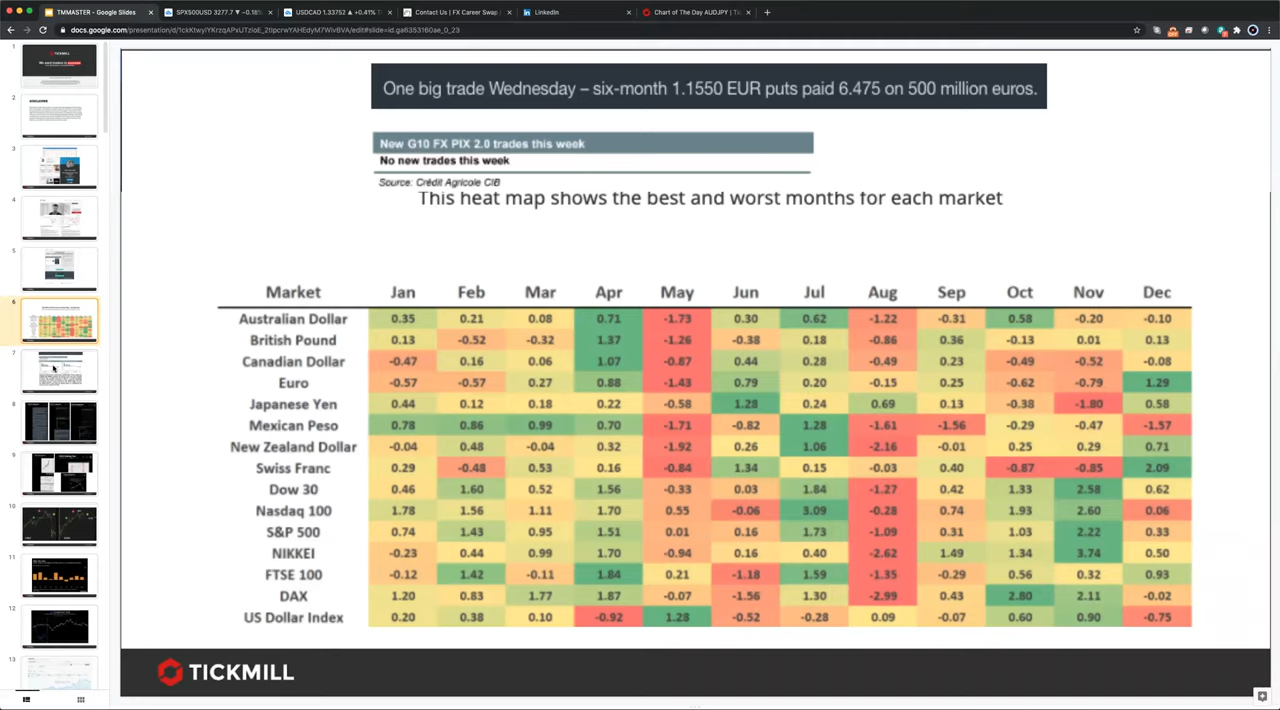 TMMASTER - Google Slides
SPX500USD 3277.7 ▼ -0.18%
USDCAD 1.33752 ▲ +0.41%
Contact Us | FX Career Swap
LinkedIn
Chart of The Day AUDJPY | Tic
1
2
3
4
5
6
7
8
9
10
11
12
13
TICKMILL
DISCLAIMER
One big trade Wednesday – six-month 1.1550 EUR puts paid 6.475 on 500 million euros.
New G10 FX PIX 2.0 trades this week
No new trades this week
Source: Crédit Agricole CIB
This heat map shows the best and worst months for each market
Market Jan Feb Mar Apr May Jun Jul Aug Sep Oct Nov Dec
Australian Dollar 0.35 0.21 0.08 0.71 -1.73 0.30 0.62 -1.22 -0.31 0.58 -0.20 -0.10
British Pound 0.13 -0.52 -0.32 1.37 -1.26 -0.38 0.18 -0.86 0.36 -0.13 0.01 0.13
Canadian Dollar -0.47 0.16 0.06 1.07 -0.87 0.44 0.28 -0.49 0.23 -0.49 -0.52 -0.08
Euro -0.57 -0.57 0.27 0.88 -1.43 0.79 0.20 -0.15 0.25 -0.62 -0.79 1.29
Japanese Yen 0.44 0.12 0.18 0.22 -0.58 1.28 0.24 0.69 0.13 -0.38 -1.80 0.58
Mexican Peso 0.78 0.86 0.99 0.70 -1.71 -0.82 1.28 -1.61 -1.56 -0.29 -0.47 -1.57
New Zealand Dollar -0.04 0.48 -0.04 0.32 -1.92 0.26 1.06 -2.16 -0.01 0.25 0.29 0.71
Swiss Franc 0.29 -0.48 0.53 0.16 -0.84 1.34 0.15 -0.03 0.40 -0.87 -0.85 2.09
Dow 30 0.46 1.60 0.52 1.56 -0.33 0.03 1.84 -1.27 0.42 1.33 2.58 0.62
Nasdaq 100 1.78 1.56 1.11 1.70 0.55 -0.06 3.09 -0.28 0.74 1.93 2.60 0.06
S&P 500 0.74 1.43 0.95 1.51 0.01 0.16 1.73 -1.09 0.31 1.03 2.22 0.33
NIKKEI -0.23 0.44 0.99 1.70 -0.94 0.16 0.40 -2.62 1.49 1.34 3.74 0.50
FTSE 100 -0.12 1.42 -0.11 1.84 0.21 -1.18 1.59 -1.35 -0.29 0.56 0.32 0.93
DAX 1.20 0.83 1.77 1.87 -0.07 -1.56 1.30 -2.99 0.43 2.80 2.11 -0.02
US Dollar Index 0.20 0.38 0.10 -0.92 1.28 -0.52 -0.28 0.09 -0.07 0.60 0.90 -0.75
TICKMILL